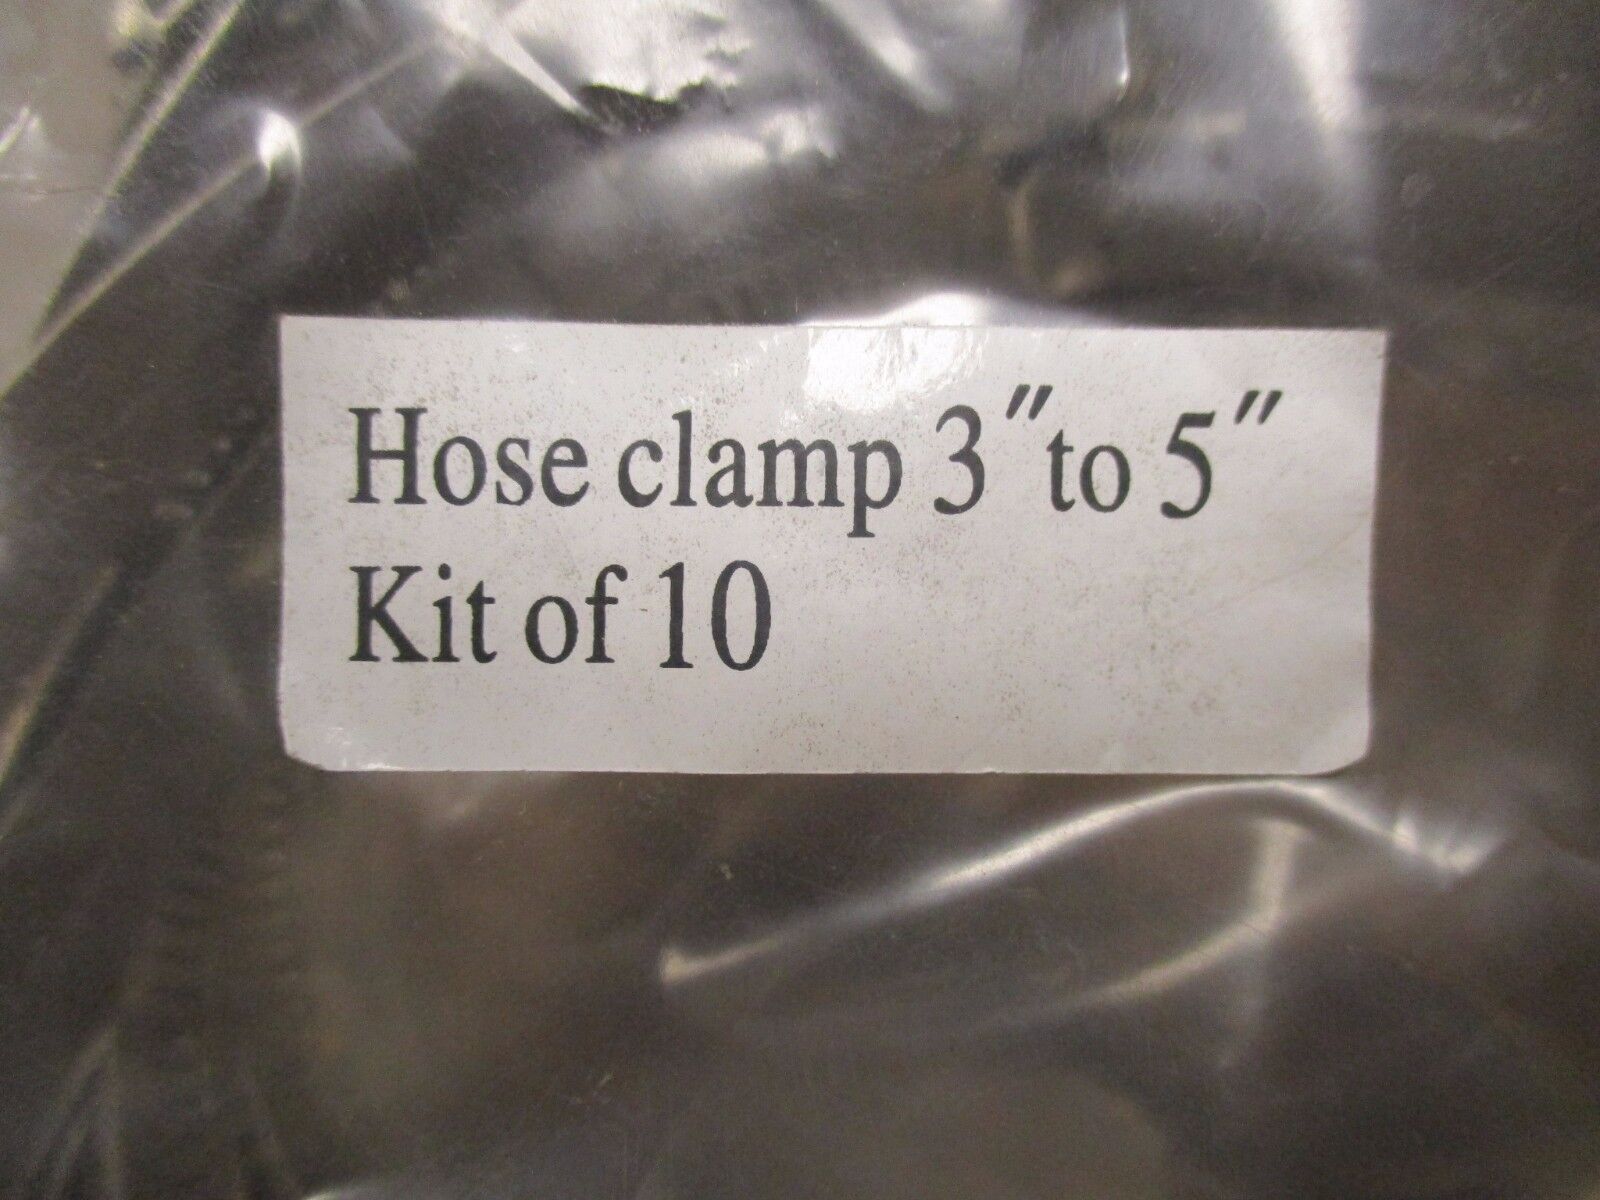 Hose clamp 3" to 5"
Kit of 10